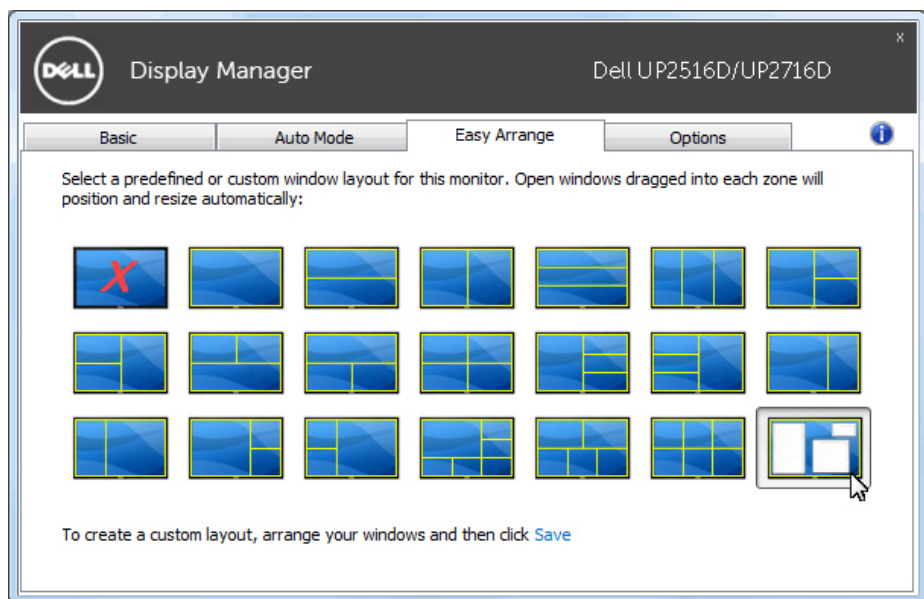 DELL
Display Manager
Dell UP2516D/UP2716D
x
Basic
Auto Mode
Easy Arrange
Options
i
Select a predefined or custom window layout for this monitor. Open windows dragged into each zone will
position and resize automatically:
X
To create a custom layout, arrange your windows and then click Save